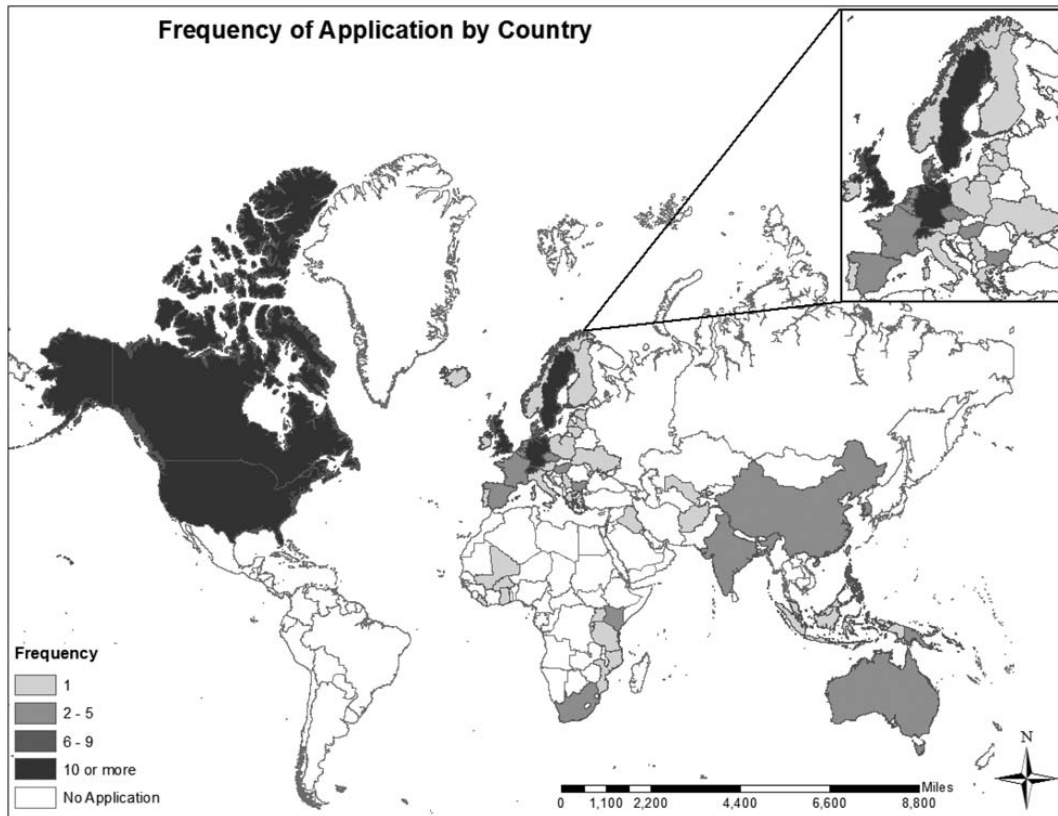 Frequency of Application by Country
Frequency
1
2 - 5
6 - 9
10 or more
No Application
N
Miles
0 1,100 2,200 4,400 6,600 8,800